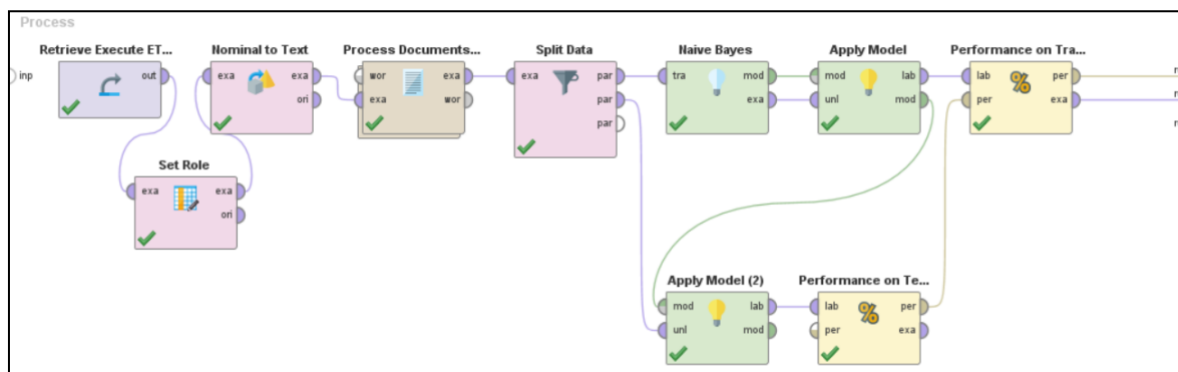 Process
inp
Retrieve Execute ET...
out
Nominal to Text
exa exa
ori
Process Documents...
wor exa
exa wor
Split Data
exa par
par
par
Naive Bayes
tra mod
exa
Apply Model
mod lab
unl mod
Performance on Tra...
lab per
per exa
Set Role
exa exa
ori
Apply Model (2)
mod lab
unl mod
Performance on Te...
lab per
per exa